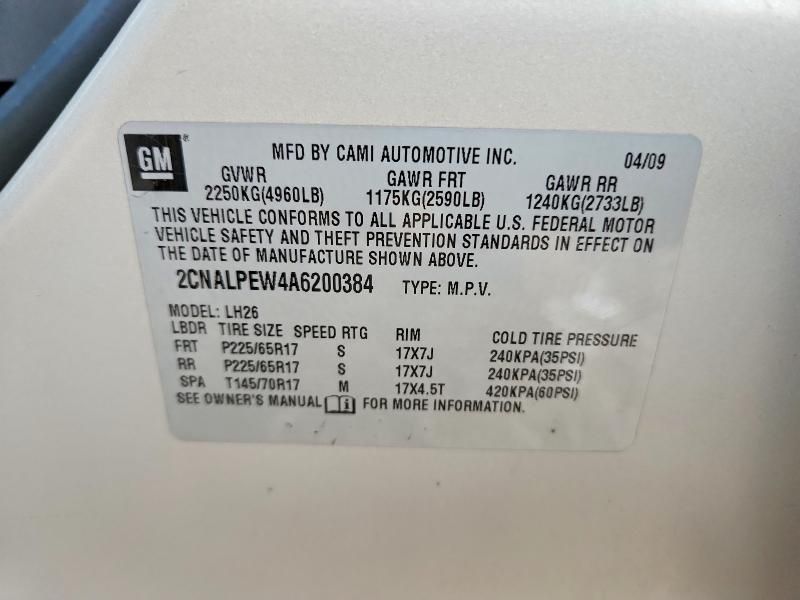 GM ®
MFD BY CAMI AUTOMOTIVE INC. 04/09
GVWR GAWR FRT GAWR RR
2250KG(4960LB) 1175KG(2590LB) 1240KG(2733LB)
THIS VEHICLE CONFORMS TO ALL APPLICABLE U.S. FEDERAL MOTOR
VEHICLE SAFETY AND THEFT PREVENTION STANDARDS IN EFFECT ON
THE DATE OF MANUFACTURE SHOWN ABOVE.
2CNALPEW4A6200384 TYPE: M.P.V.
MODEL: LH26
LBDR TIRE SIZE SPEED RTG RIM COLD TIRE PRESSURE
FRT P225/65R17 S 17X7J 240KPA(35PSI)
RR P225/65R17 S 17X7J 240KPA(35PSI)
SPA T145/70R17 M 17X4.5T 420KPA(60PSI)
SEE OWNER'S MANUAL i FOR MORE INFORMATION.